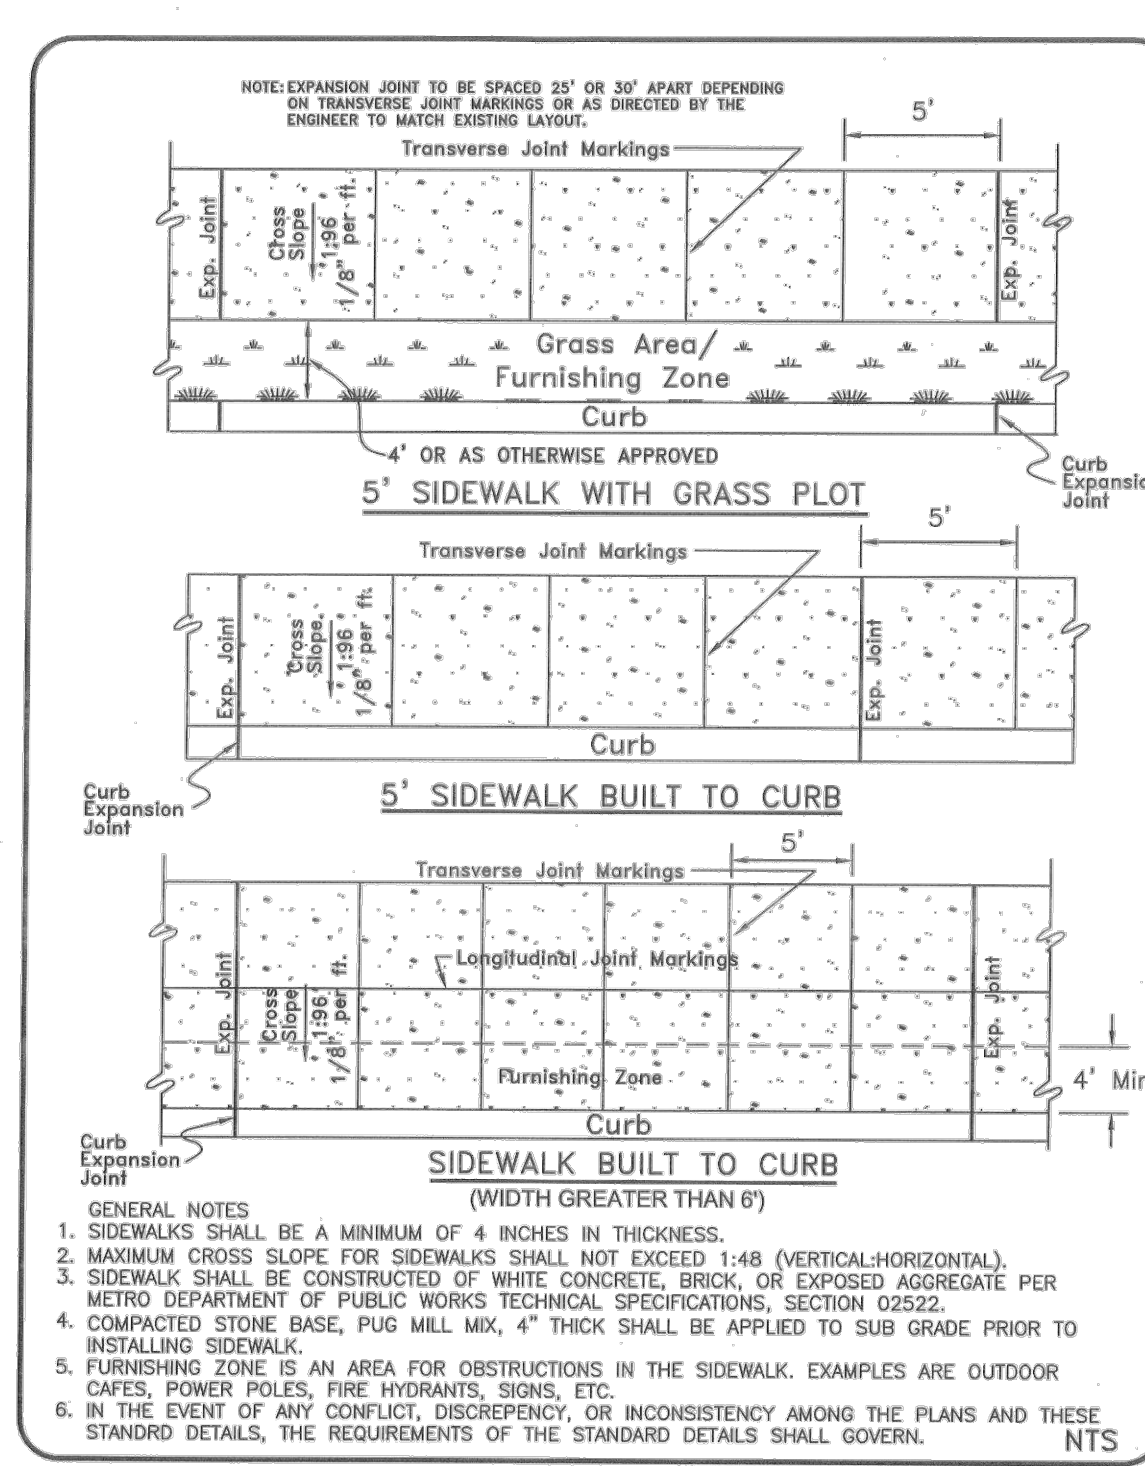 NOTE: EXPANSION JOINT TO BE SPACED 25' OR 30' APART DEPENDING
ON TRANSVERSE JOINT MARKINGS OR AS DIRECTED BY THE
ENGINEER TO MATCH EXISTING LAYOUT.
5'
Transverse Joint Markings
Exp. Joint
Cross
Slope
1:96
1/8" per ft.
Exp. Joint
Grass Area/
Furnishing Zone
Curb
4' OR AS OTHERWISE APPROVED
Curb
Expansio
Joint
5' SIDEWALK WITH GRASS PLOT
5'
Transverse Joint Markings
Exp. Joint
Cross
Slope
1:96
1/8" per ft.
Exp. Joint
Curb
Curb
Expansion
Joint
5' SIDEWALK BUILT TO CURB
5'
Transverse Joint Markings
Longitudinal Joint Markings
Exp. Joint
Cross
Slope
1:96
1/8" per ft.
Exp. Joint
Furnishing Zone
4' Min
Curb
Curb
Expansion
Joint
SIDEWALK BUILT TO CURB
(WIDTH GREATER THAN 6')
GENERAL NOTES
1. SIDEWALKS SHALL BE A MINIMUM OF 4 INCHES IN THICKNESS.
2. MAXIMUM CROSS SLOPE FOR SIDEWALKS SHALL NOT EXCEED 1:48 (VERTICAL:HORIZONTAL).
3. SIDEWALK SHALL BE CONSTRUCTED OF WHITE CONCRETE, BRICK, OR EXPOSED AGGREGATE PER
METRO DEPARTMENT OF PUBLIC WORKS TECHNICAL SPECIFICATIONS, SECTION 02522.
4. COMPACTED STONE BASE, PUG MILL MIX, 4" THICK SHALL BE APPLIED TO SUB GRADE PRIOR TO
INSTALLING SIDEWALK.
5. FURNISHING ZONE IS AN AREA FOR OBSTRUCTIONS IN THE SIDEWALK. EXAMPLES ARE OUTDOOR
CAFES, POWER POLES, FIRE HYDRANTS, SIGNS, ETC.
6. IN THE EVENT OF ANY CONFLICT, DISCREPENCY, OR INCONSISTENCY AMONG THE PLANS AND THESE
STANDRD DETAILS, THE REQUIREMENTS OF THE STANDARD DETAILS SHALL GOVERN.
NTS